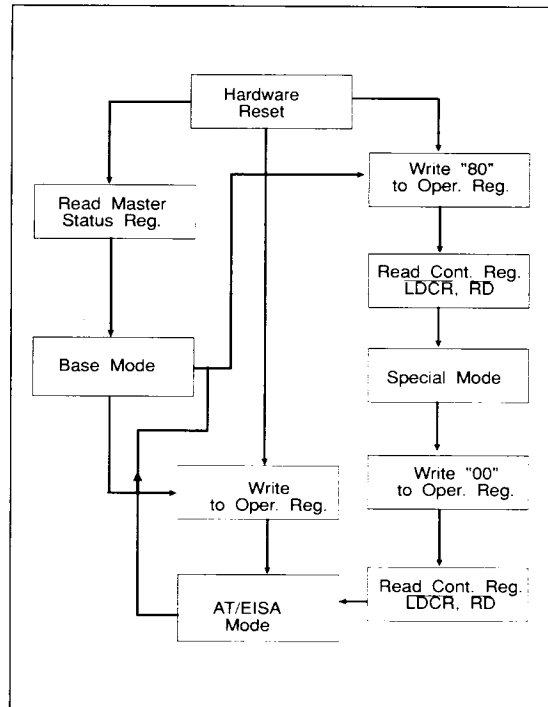 Hardware
Reset
Write "80"
to Oper. Reg.
Read Master
Status Reg.
Read Cont. Reg.
LDCR, RD
Base Mode
Special Mode
Write "00"
to Oper. Reg.
Write
to Oper. Reg.
Read Cont. Reg.
LDCR, RD
AT/EISA
Mode